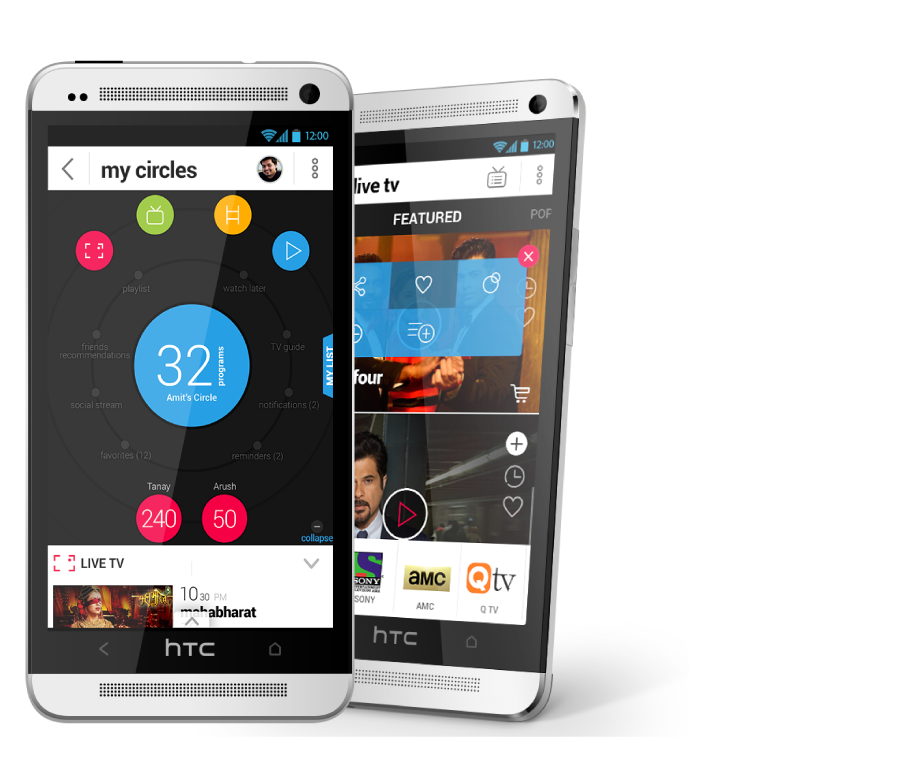 12:00
my circles
playlist
watch later
friends
recommendations
TV guide
32
programs
Amit's Circle
MY LIST
social stream
notifications (2)
favorites (12)
reminders (2)
Tanay
Arush
240
50
collapse
LIVE TV
10 30 PM
mahabharat
hTC
12:00
live tv
FEATURED
POF
four
SONY
SONY
amc
AMC
Qtv
Q TV
hTC